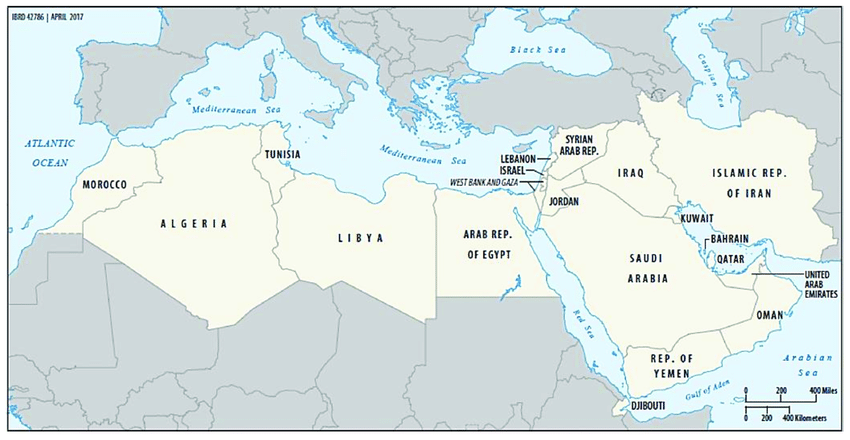 IBRD 42786 | APRIL 2017
Black Sea
Caspian Sea
Mediterranean Sea
ATLANTIC
OCEAN
TUNISIA
Mediterranean Sea
SYRIAN
ARAB REP.
LEBANON
ISRAEL
WEST BANK AND GAZA
IRAQ
ISLAMIC REP.
OF IRAN
MOROCCO
JORDAN
ALGERIA
LIBYA
ARAB REP.
OF EGYPT
KUWAIT
BAHRAIN
QATAR
SAUDI
ARABIA
UNITED
ARAB
EMIRATES
OMAN
Red Sea
REP. OF
YEMEN
Arabian
Sea
Gulf of Aden
DJIBOUTI
0 200 400 Miles
0 200 400 Kilometers